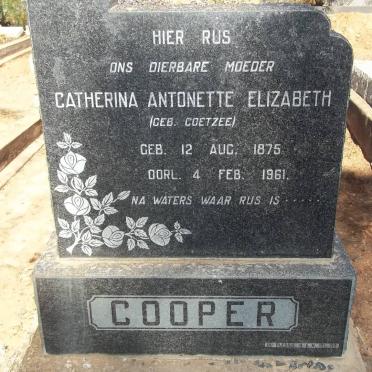 HIER RUS
ONS DIERBARE MOEDER
CATHERINA ANTONETTE ELIZABETH
(GEB. COETZEE)
GEB. 12 AUG. 1875
OORL. 4 FEB. 1961.
NA WATERS WAAR RUS IS ......
COOPER